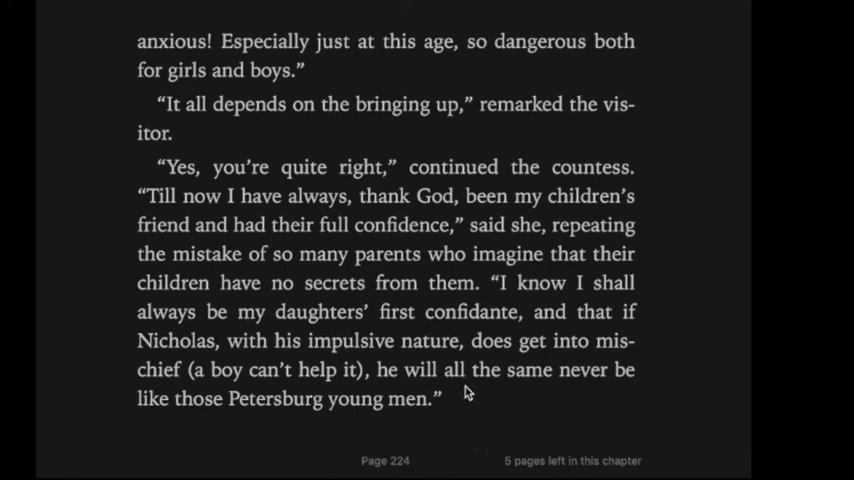 anxious! Especially just at this age, so dangerous both
for girls and boys.”
“It all depends on the bringing up,” remarked the vis-
itor.
“Yes, you’re quite right,” continued the countess.
“Till now I have always, thank God, been my children’s
friend and had their full confidence,” said she, repeating
the mistake of so many parents who imagine that their
children have no secrets from them. “I know I shall
always be my daughters’ first confidante, and that if
Nicholas, with his impulsive nature, does get into mis-
chief (a boy can’t help it), he will all the same never be
like those Petersburg young men.”
Page 224 5 pages left in this chapter